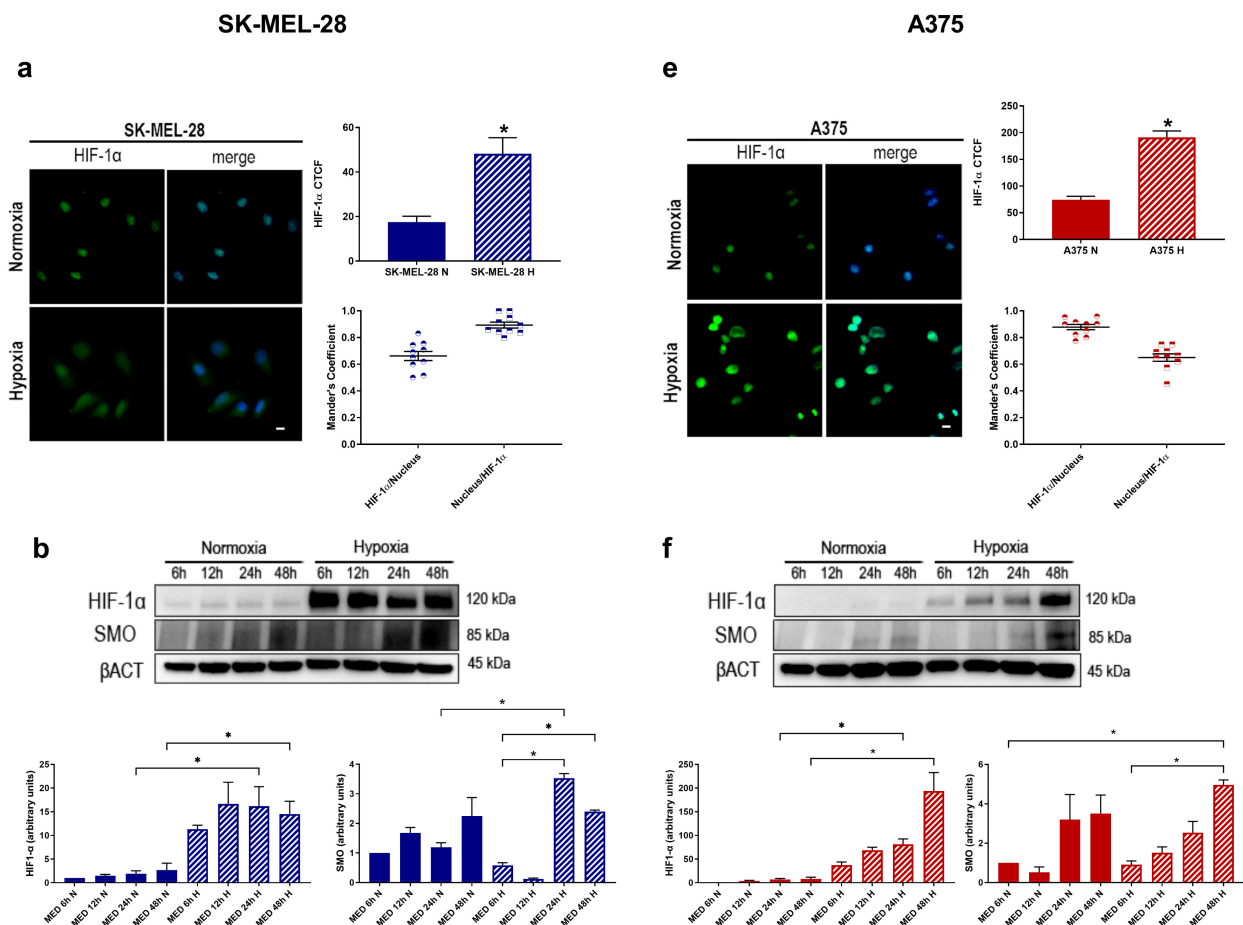 SK-MEL-28
A375
a
SK-MEL-28
HIF-1α merge
Normoxia
Hypoxia
HIF-1α CTCF
60
40
20
0
*
SK-MEL-28 N SK-MEL-28 H
Mander's Coefficient
1.0
0.8
0.6
0.4
0.2
0.0
HIF-1α/Nucleus
Nucleus/HIF-1α
e
A375
HIF-1α merge
Normoxia
Hypoxia
HIF-1α CTCF
250
200
150
100
50
0
*
A375 N A375 H
Mander's Coefficient
1.0
0.8
0.6
0.4
0.2
0.0
HIF-1α/Nucleus
Nucleus/HIF-1α
b
Normoxia Hypoxia
6h 12h 24h 48h 6h 12h 24h 48h
HIF-1α 120 kDa
SMO 85 kDa
βACT 45 kDa
HIF1-α (arbitrary units)
25
20
15
10
5
0
*
*
MED 6h N
MED 12h N
MED 24h N
MED 48h N
MED 6h H
MED 12h H
MED 24h H
MED 48h H
SMO (arbitrary units)
4
3
2
1
0
*
*
*
MED 6h N
MED 12h N
MED 24h N
MED 48h N
MED 6h H
MED 12h H
MED 24h H
MED 48h H
f
Normoxia Hypoxia
6h 12h 24h 48h 6h 12h 24h 48h
HIF-1α 120 kDa
SMO 85 kDa
βACT 45 kDa
HIF1-α (arbitrary units)
250
200
150
100
50
0
*
*
MED 6h N
MED 12h N
MED 24h N
MED 48h N
MED 6h H
MED 12h H
MED 24h H
MED 48h H
SMO (arbitrary units)
6
4
2
0
*
*
MED 6h N
MED 12h N
MED 24h N
MED 48h N
MED 6h H
MED 12h H
MED 24h H
MED 48h H